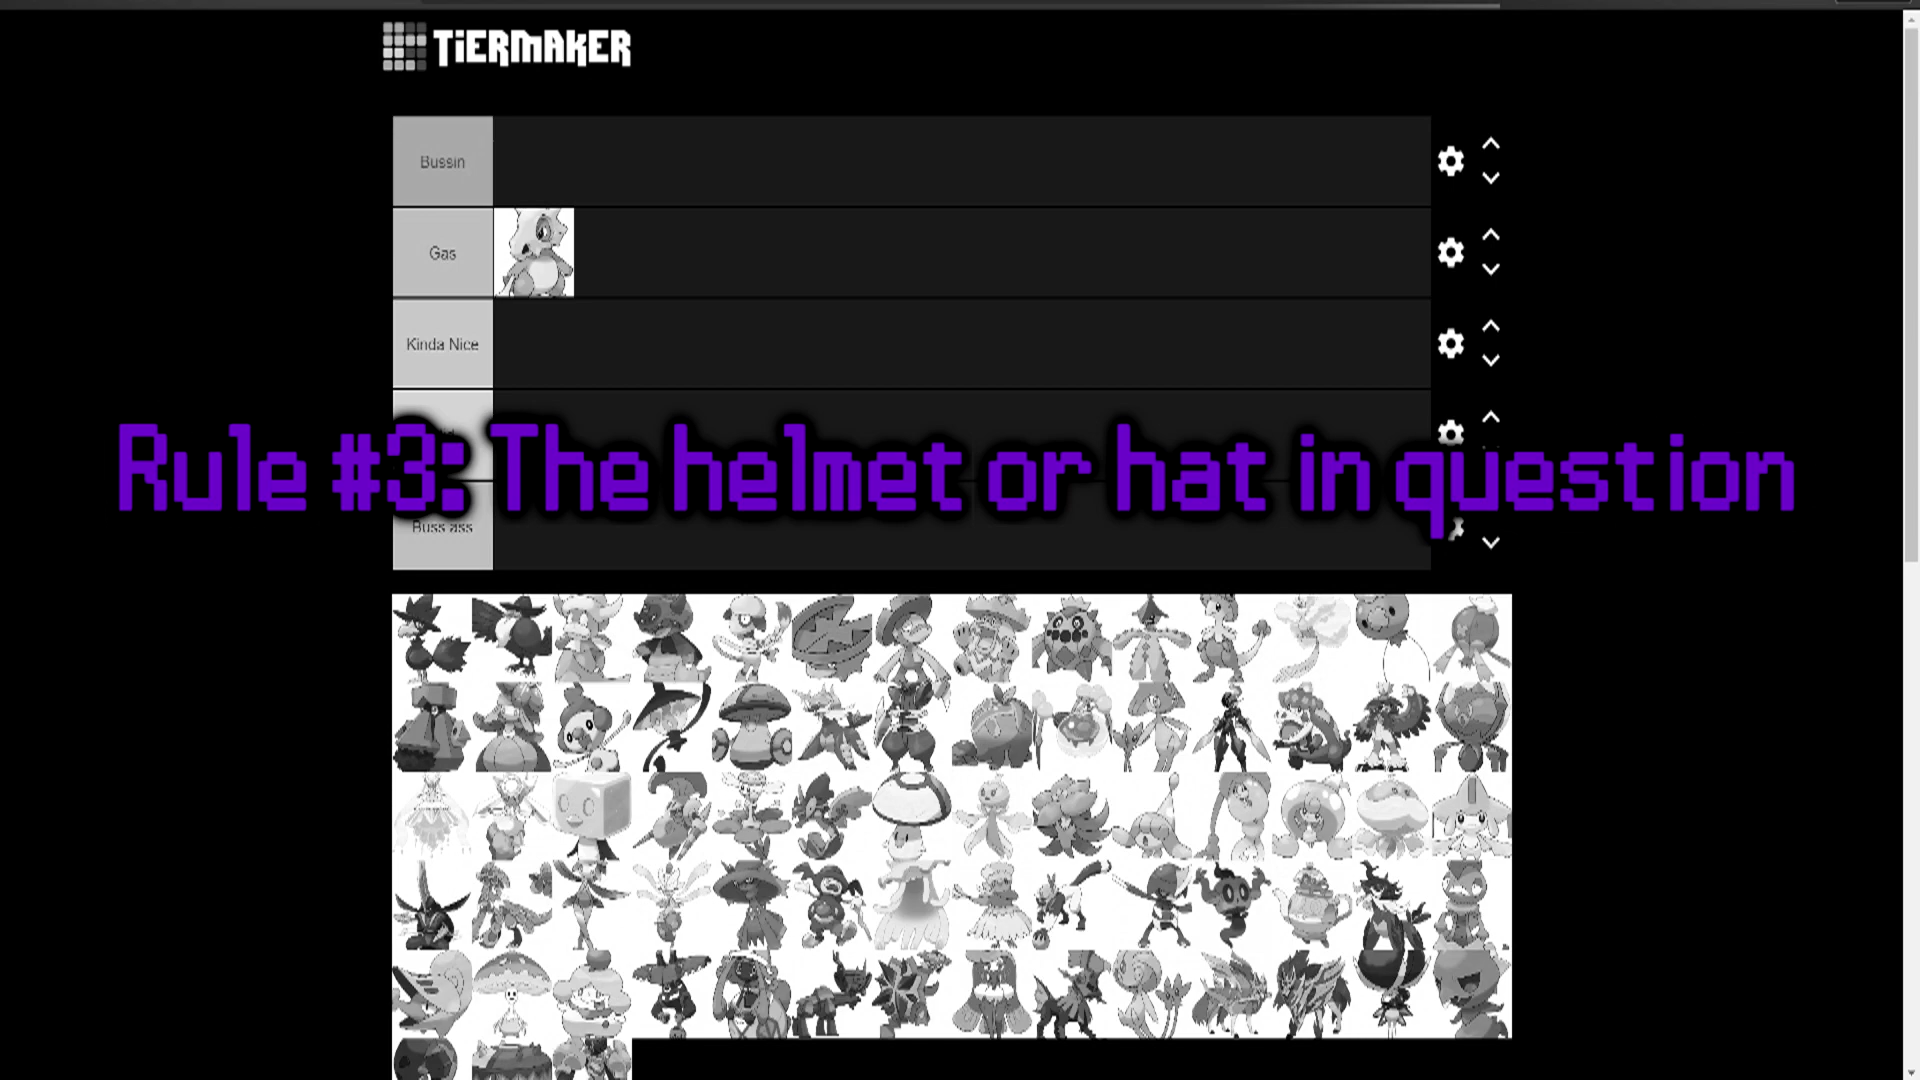 TiERMAKER
Bussin
Gas
Kinda Nice
Rule #3: The helmet or hat in question
Buss ass